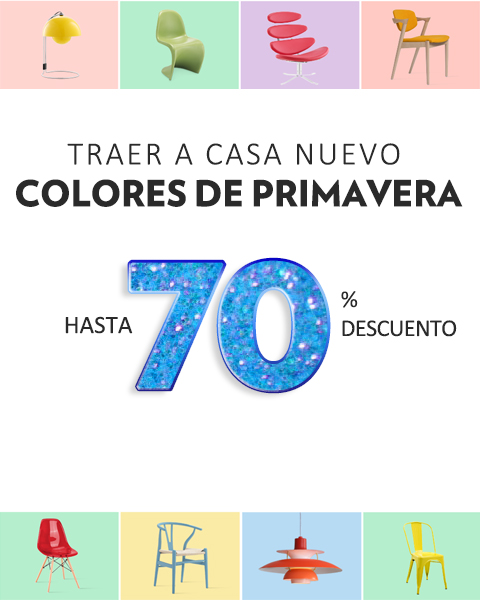 TRAER A CASA NUEVO
COLORES DE PRIMAVERA
HASTA 70 % DESCUENTO